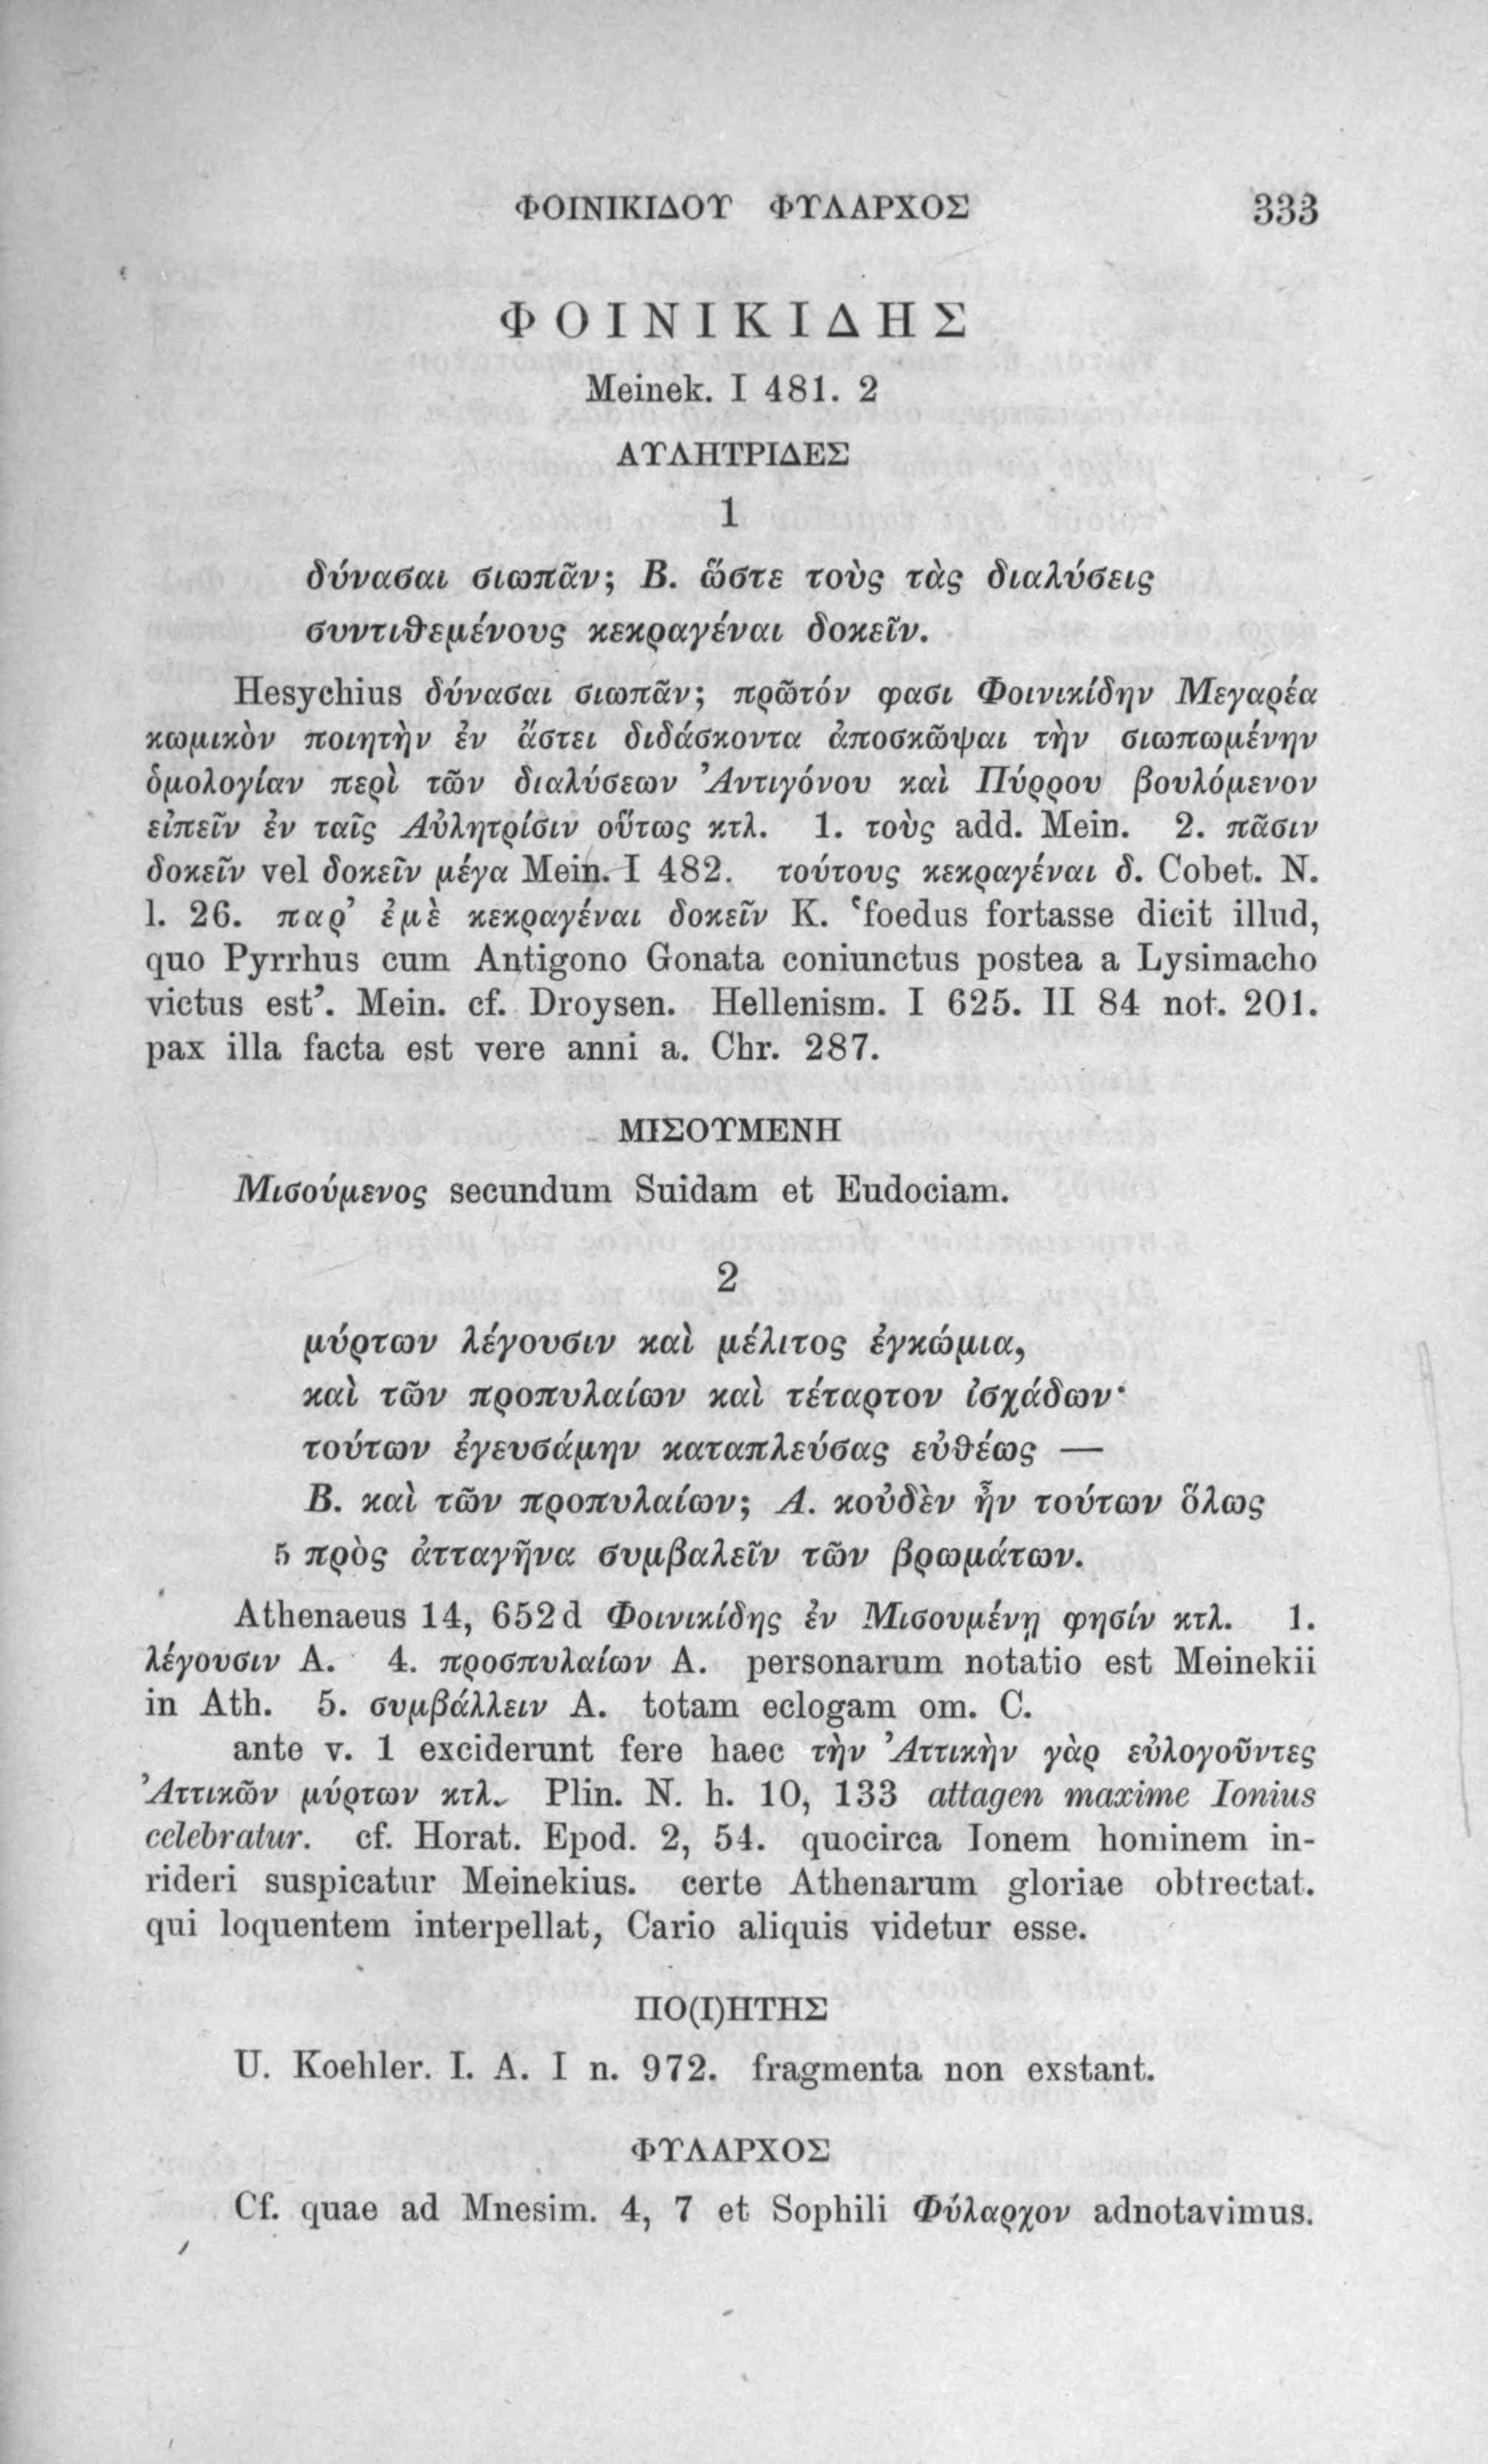 ΦΟΙΝΙΚΙΔΟΥ ΦΥΛΑΡΧΟΣ 333
ΦΟΙΝΙΚΙΔΗΣ
Meinek. I 481. 2
ΑΥΛΗΤΡΙΔΕΣ
1
δύνασαι σιωπᾶν; Β. ὥστε τοὺς τὰς διαλύσεις
συντιθεμένους κεκραγέναι δοκεῖν.
Hesychius δύνασαι σιωπᾶν; πρῶτόν φασι Φοινικίδην Μεγαρέα
κωμικὸν ποιητὴν ἐν ἄστει διδάσκοντα ἀποσκῶψαι τὴν σιωπωμένην
ὁμολογίαν περὶ τῶν διαλύσεων Ἀντιγόνου καὶ Πύρρου βουλόμενον
εἰπεῖν ἐν ταῖς Αὐλητρίσιν οὕτως κτλ. 1. τοὺς add. Mein. 2. πᾶσιν
δοκεῖν vel δοκεῖν μέγα Mein. I 482. τούτους κεκραγέναι δ. Cobet. N.
l. 26. παρ’ ἐμὲ κεκραγέναι δοκεῖν K. ‘foedus fortasse dicit illud,
quo Pyrrhus cum Antigono Gonata coniunctus postea a Lysimacho
victus est’. Mein. cf. Droysen. Hellenism. I 625. II 84 not. 201.
pax illa facta est vere anni a. Chr. 287.
ΜΙΣΟΥΜΕΝΗ
Μισούμενος secundum Suidam et Eudociam.
2
μύρτων λέγουσιν καὶ μέλιτος ἐγκώμια,
καὶ τῶν προπυλαίων καὶ τέταρτον ἰσχάδων·
τούτων ἐγευσάμην καταπλεύσας εὐθέως —
Β. καὶ τῶν προπυλαίων; Α. κοὐδὲν ἦν τούτων ὅλως
5 πρὸς ἀτταγῆνα συμβαλεῖν τῶν βρωμάτων.
Athenaeus 14, 652d Φοινικίδης ἐν Μισουμένῃ φησίν κτλ. 1.
λέγουσιν A. 4. προσπυλαίων A. personarum notatio est Meinekii
in Ath. 5. συμβάλλειν A. totam eclogam om. C.
ante v. 1 exciderunt fere haec τὴν Ἀττικὴν γὰρ εὐλογοῦντες
Ἀττικῶν μύρτων κτλ. Plin. N. h. 10, 133 attagen maxime Ionius
celebratur. cf. Horat. Epod. 2, 54. quocirca Ionem hominem in-
rideri suspicatur Meinekius. certe Athenarum gloriae obtrectat.
qui loquentem interpellat, Cario aliquis videtur esse.
ΠΟ(Ι)ΗΤΗΣ
U. Koehler. I. A. I n. 972. fragmenta non exstant.
ΦΥΛΑΡΧΟΣ
Cf. quae ad Mnesim. 4, 7 et Sophili Φύλαρχον adnotavimus.